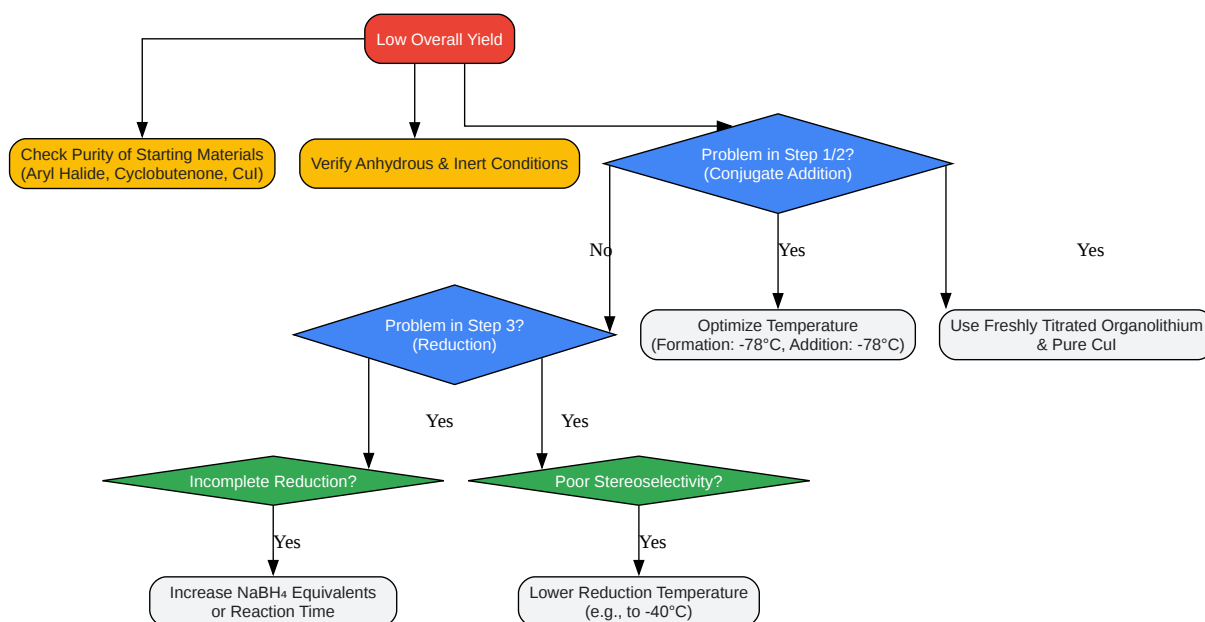 Low Overall Yield
Check Purity of Starting Materials
(Aryl Halide, Cyclobutenone, CuI)
Verify Anhydrous & Inert Conditions
Problem in Step 1/2?
(Conjugate Addition)
No
Yes
Yes
Problem in Step 3?
(Reduction)
Optimize Temperature
(Formation: -78°C, Addition: -78°C)
Use Freshly Titrated Organolithium
& Pure CuI
Yes
Yes
Incomplete Reduction?
Poor Stereoselectivity?
Yes
Yes
Increase NaBH₄ Equivalents
or Reaction Time
Lower Reduction Temperature
(e.g., to -40°C)